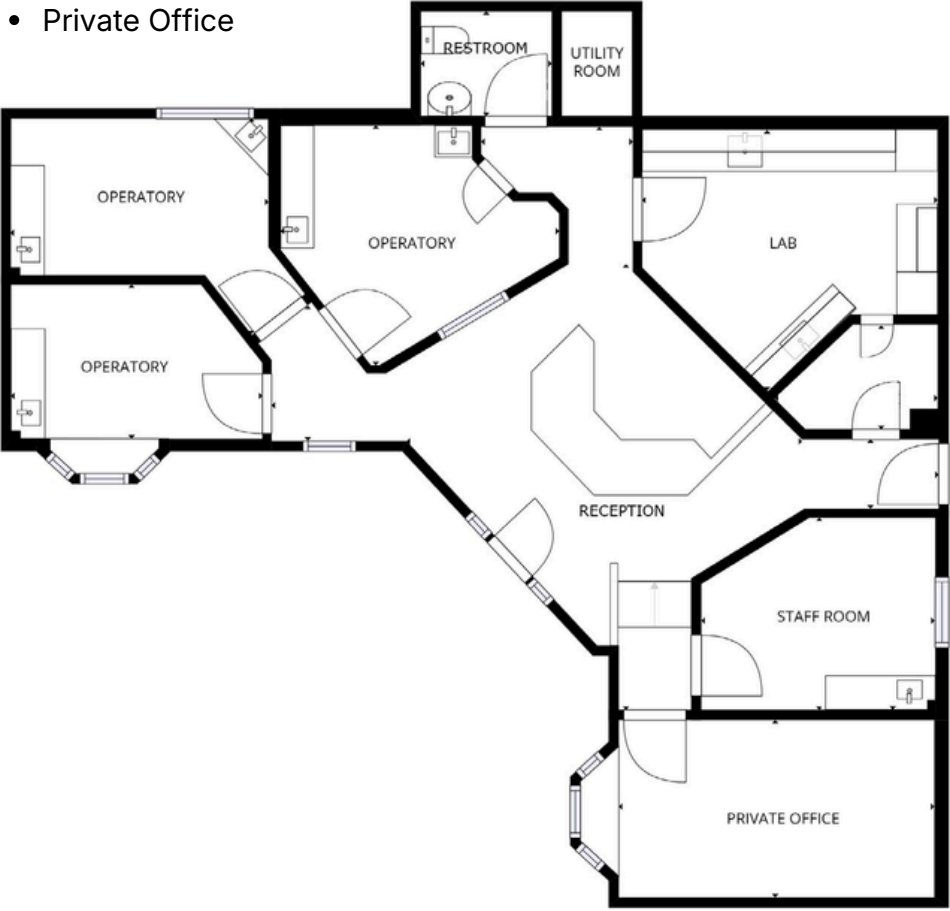 • Private Office
RESTROOM
UTILITY
ROOM
OPERATORY
OPERATORY
LAB
OPERATORY
RECEPTION
STAFF ROOM
PRIVATE OFFICE